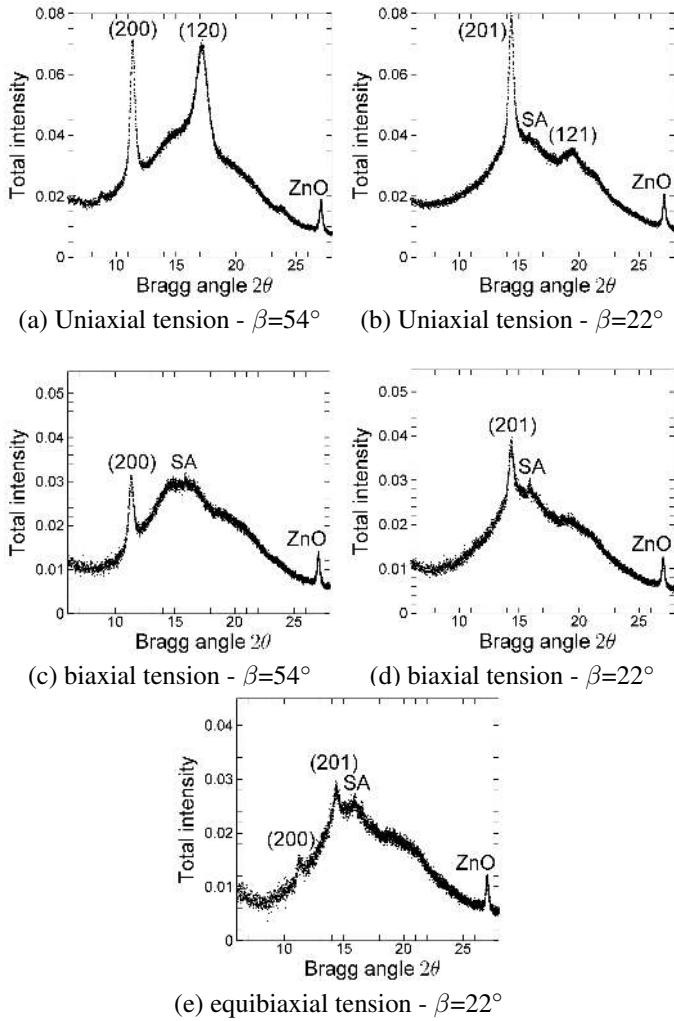 0.08
(200)
(120)
0.06
0.04
0.02
0
ZnO
10
15
20
25
Total intensity
Bragg angle 2θ
(a) Uniaxial tension - β=54°
0.08
(201)
0.06
SA
(121)
0.04
0.02
0
ZnO
10
15
20
25
Total intensity
Bragg angle 2θ
(b) Uniaxial tension - β=22°
0.05
0.04
(200)
SA
0.03
0.02
0.01
0
ZnO
10
15
20
25
Total intensity
Bragg angle 2θ
(c) biaxial tension - β=54°
0.05
(201)
0.04
SA
0.03
0.02
0.01
0
ZnO
10
15
20
25
Total intensity
Bragg angle 2θ
(d) biaxial tension - β=22°
0.04
(201)
SA
0.03
(200)
0.02
0.01
0
ZnO
10
15
20
25
Total intensity
Bragg angle 2θ
(e) equibiaxial tension - β=22°